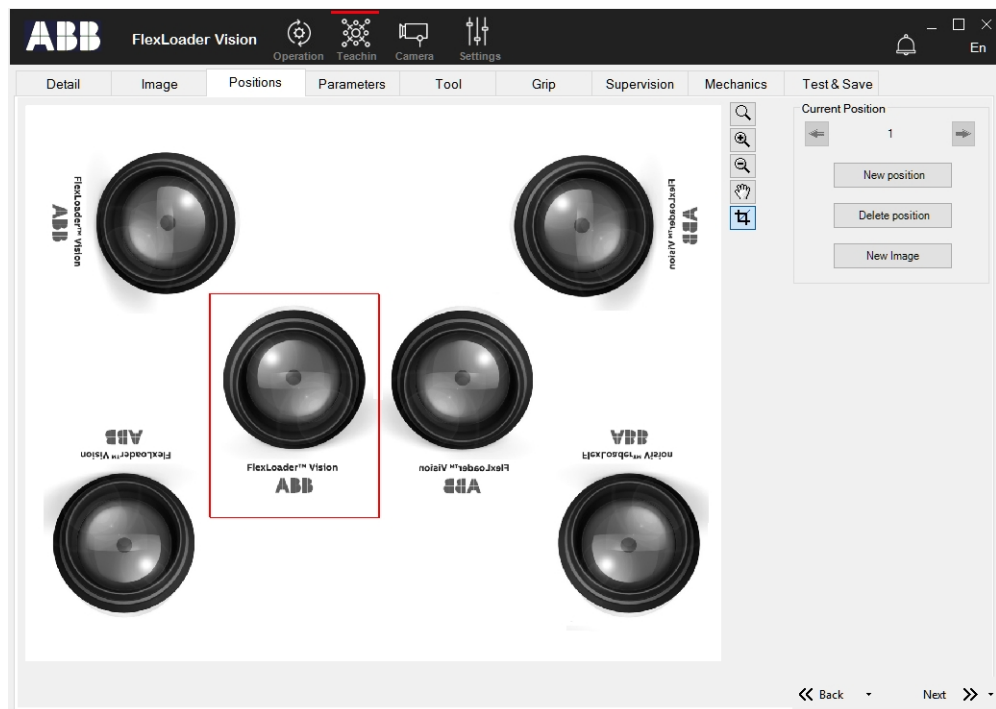 ABB FlexLoader Vision Operation Teachin Camera Settings En
Detail Image Positions Parameters Tool Grip Supervision Mechanics Test & Save
Current Position
1
New position
Delete position
New Image
FlexLoader™ Vision
ABB
FlexLoader™ Vision
ABB
ABB
FlexLoader™ Vision
ABB
FlexLoader™ Vision
FlexLoader™ Vision
ABB
FlexLoader™ Vision
ABB
Back Next